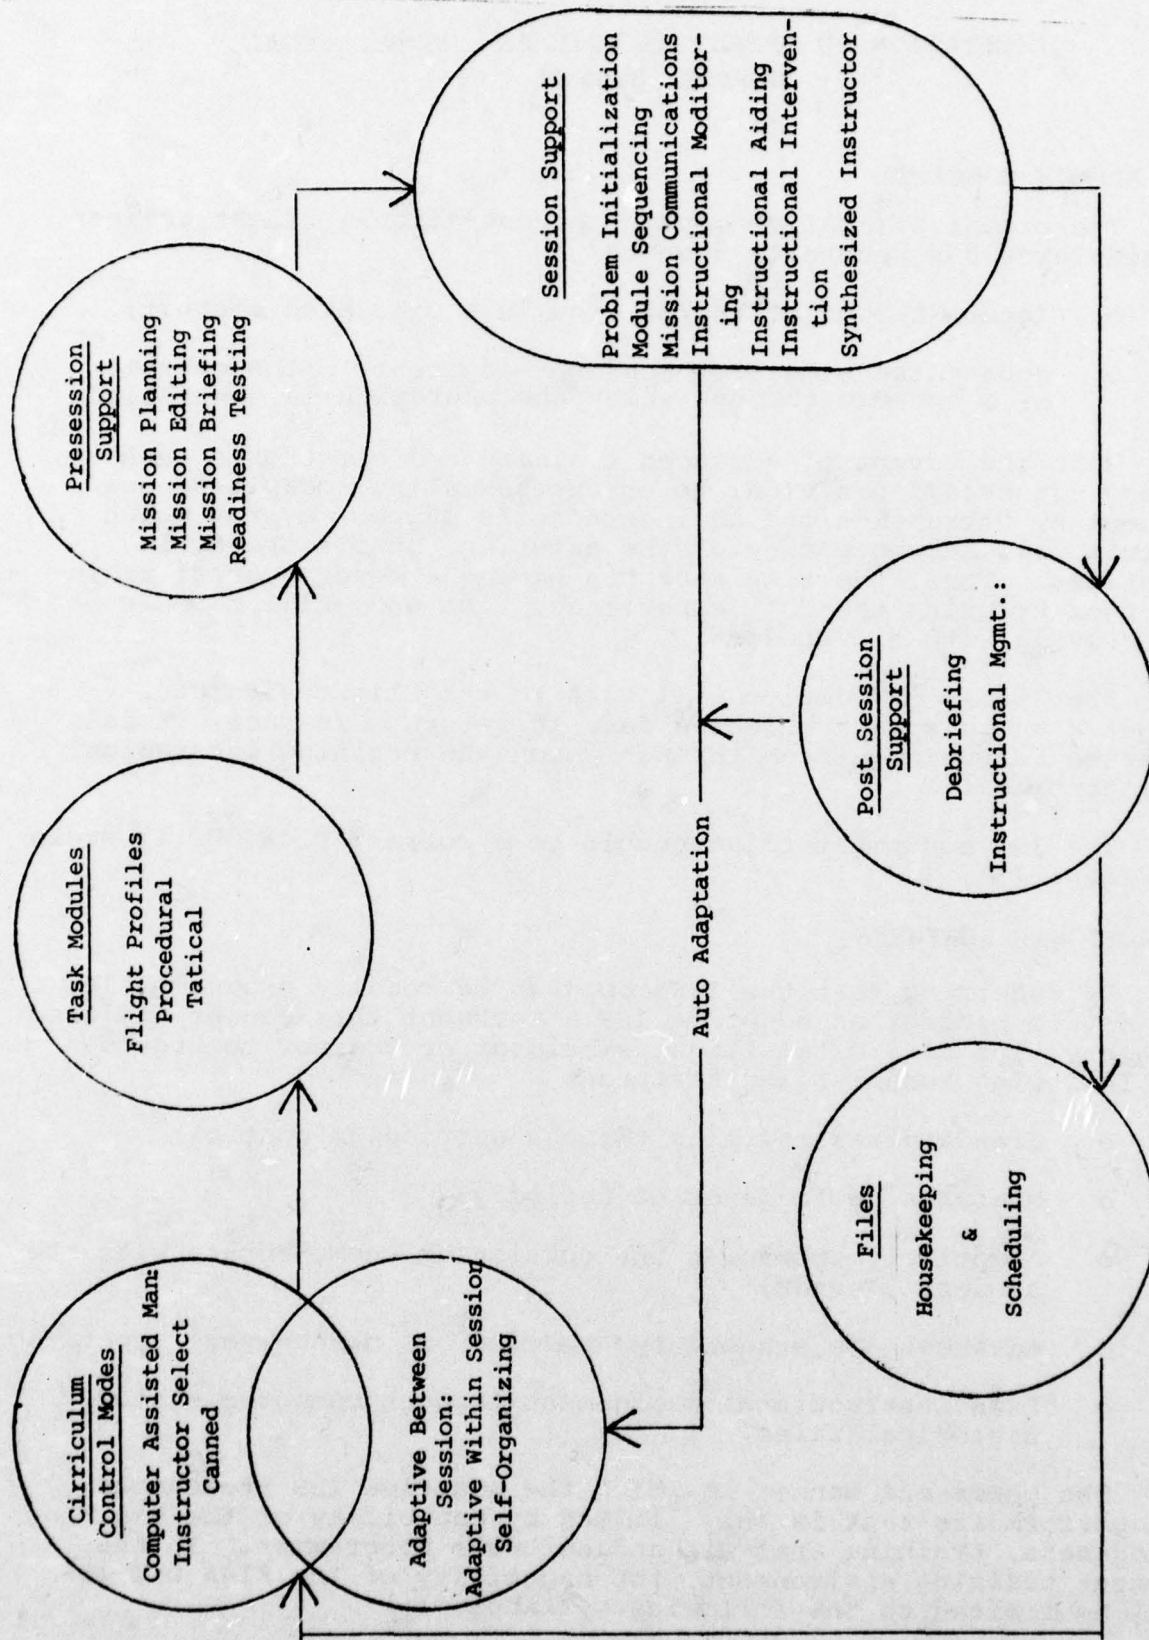 Cirriculum
Control Modes
Computer Assisted Man:
Instructor Select
Canned
Adaptive Between
Session:
Adaptive Within Session
Self-Organizing
Task Modules
Flight Profiles
Procedural
Tatical
Presession
Support
Mission Planning
Mission Editing
Mission Briefing
Readiness Testing
Session Support
Problem Initialization
Module Sequencing
Mission Communications
Instructional Moditor-
ing
Instructional Aiding
Instructional Interven-
tion
Synthesized Instructor
Auto Adaptation
Post Session
Support
Debriefing
Instructional Mgmt.:
Files
Housekeeping
&
Scheduling